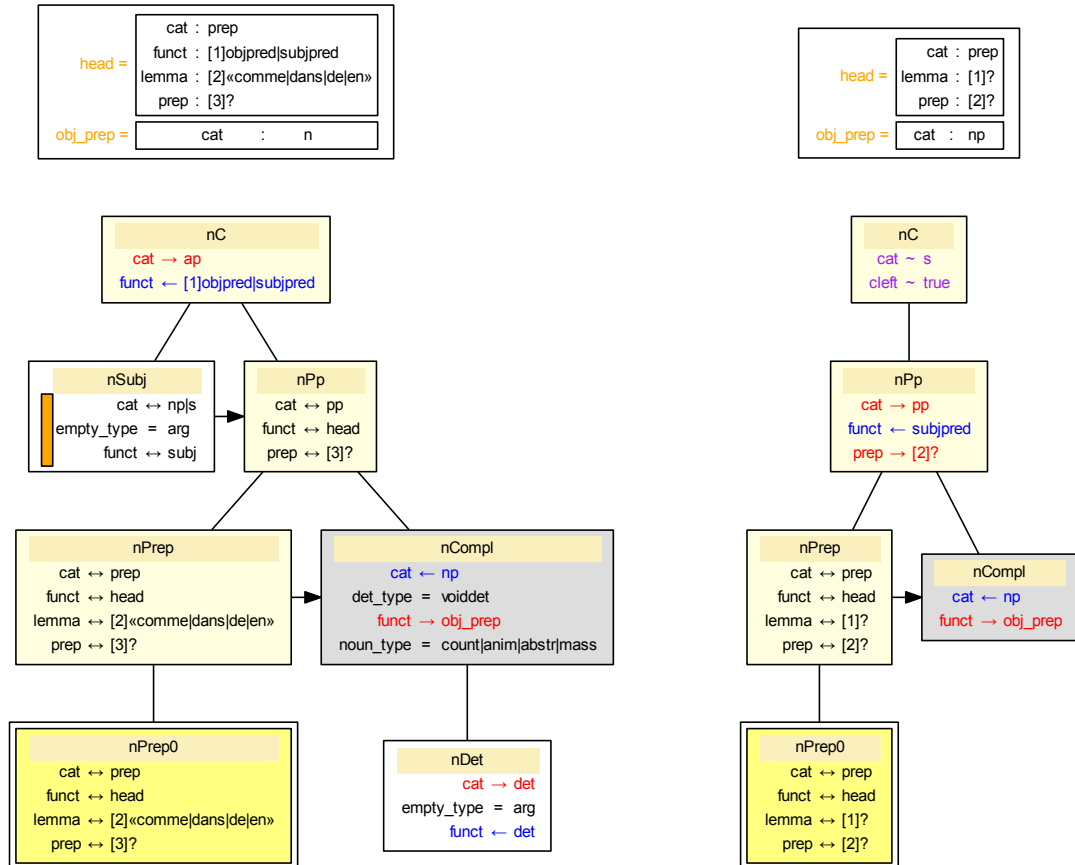 cat : prep
funct : [1]objpred|subjpred
head =
lemma : [2]«comme|dans|de|en»
prep : [3]?
obj_prep = cat : n
cat : prep
head = lemma : [1]?
prep : [2]?
obj_prep = cat : np
nC
cat → ap
funct ← [1]objpred|subjpred
nSubj
cat ↔ np|s
empty_type = arg
funct ↔ subj
nPp
cat ↔ pp
funct ↔ head
prep ↔ [3]?
nPrep
cat ↔ prep
funct ↔ head
lemma ↔ [2]«comme|dans|de|en»
prep ↔ [3]?
nCompl
cat ← np
det_type = voiddet
funct → obj_prep
noun_type = count|anim|abstr|mass
nPrep0
cat ↔ prep
funct ↔ head
lemma ↔ [2]«comme|dans|de|en»
prep ↔ [3]?
nDet
cat → det
empty_type = arg
funct ← det
nC
cat ~ s
cleft ~ true
nPp
cat → pp
funct ← subjpred
prep → [2]?
nPrep
cat ↔ prep
funct ↔ head
lemma ↔ [1]?
prep ↔ [2]?
nCompl
cat ← np
funct → obj_prep
nPrep0
cat ↔ prep
funct ↔ head
lemma ↔ [1]?
prep ↔ [2]?